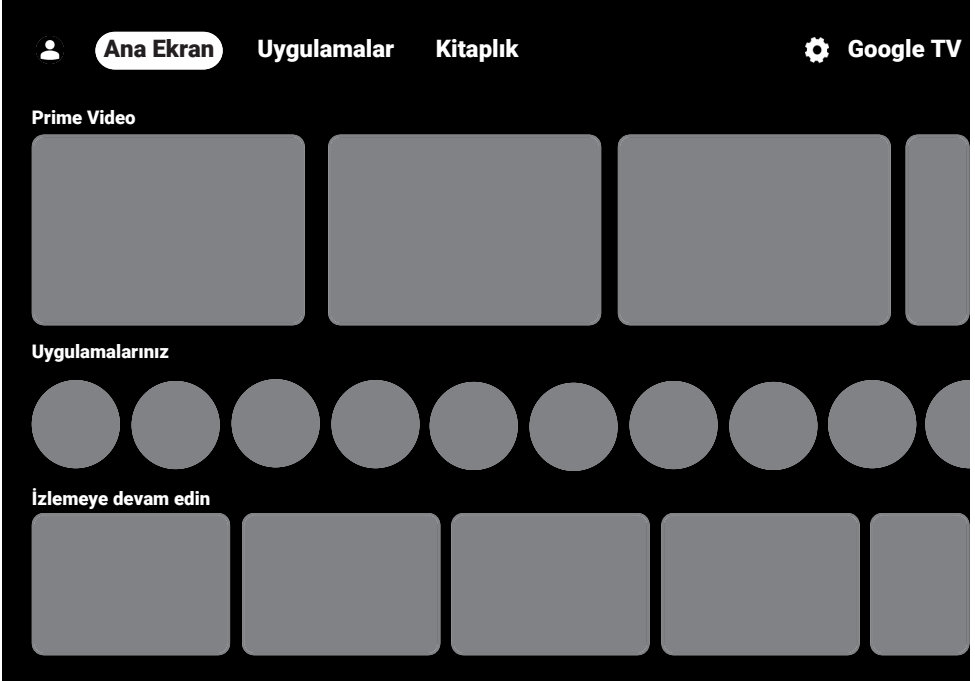 Ana Ekran Uygulamalar Kitaplık Google TV
Prime Video
Uygulamalarınız
İzlemeye devam edin